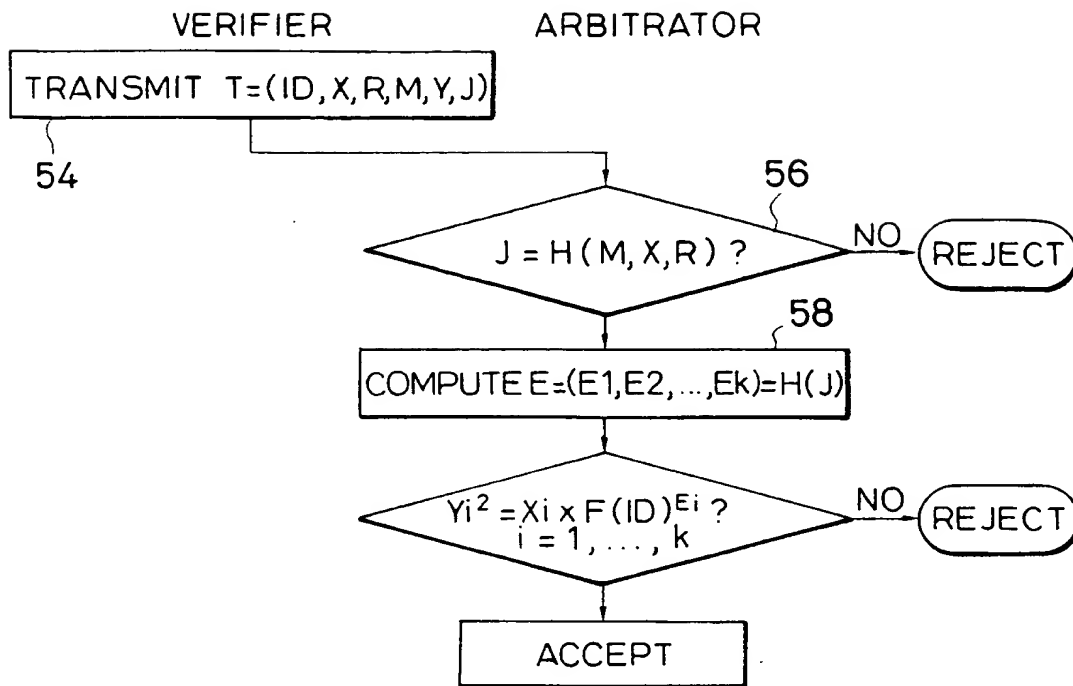 VERIFIER ARBITRATOR
TRANSMIT T=(ID,X,R,M,Y,J)
54
56
J = H(M,X,R) ?
NO
REJECT
58
COMPUTE E=(E1,E2,...,Ek)=H(J)
Yi² = Xi x F(ID)^Ei ?
i = 1, ..., k
NO
REJECT
ACCEPT